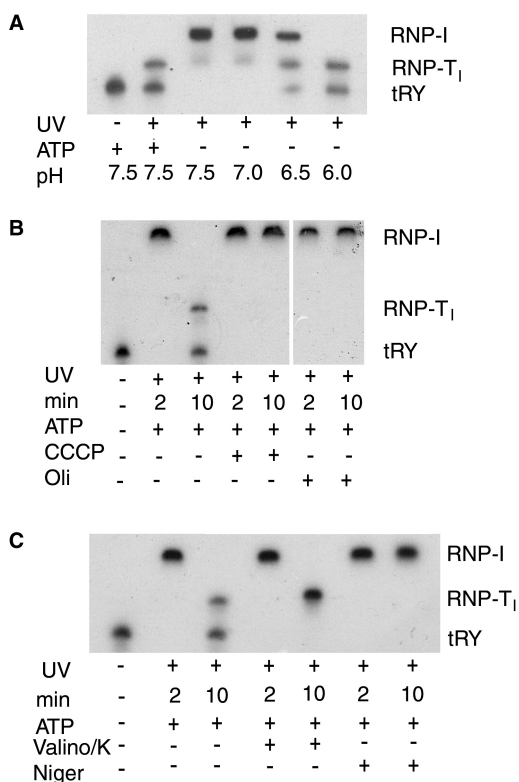 A
RNP-I
RNP-TI
tRY
UV - + + + + +
ATP + + - - - -
pH 7.5 7.5 7.5 7.0 6.5 6.0
B
RNP-I
RNP-TI
tRY
UV - + + + + + +
min - 2 10 2 10 2 10
ATP - + + + + + +
CCCP - - - + + - -
Oli - - - - - + +
C
RNP-I
RNP-TI
tRY
UV - + + + + + +
min - 2 10 2 10 2 10
ATP - + + + + + +
Valino/K - - - + + - -
Niger - - - - - + +